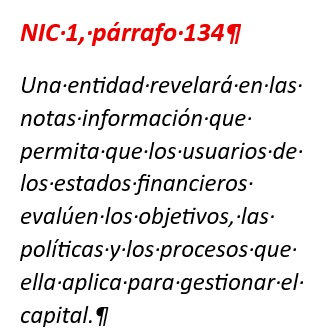 NIC·1,·párrafo·134¶
Una·entidad·revelará·en·las·
notas·información·que·
permita·que·los·usuarios·de·
los·estados·financieros·
evalúen·los·objetivos,·las·
políticas·y·los·procesos·que·
ella·aplica·para·gestionar·el·
capital.¶